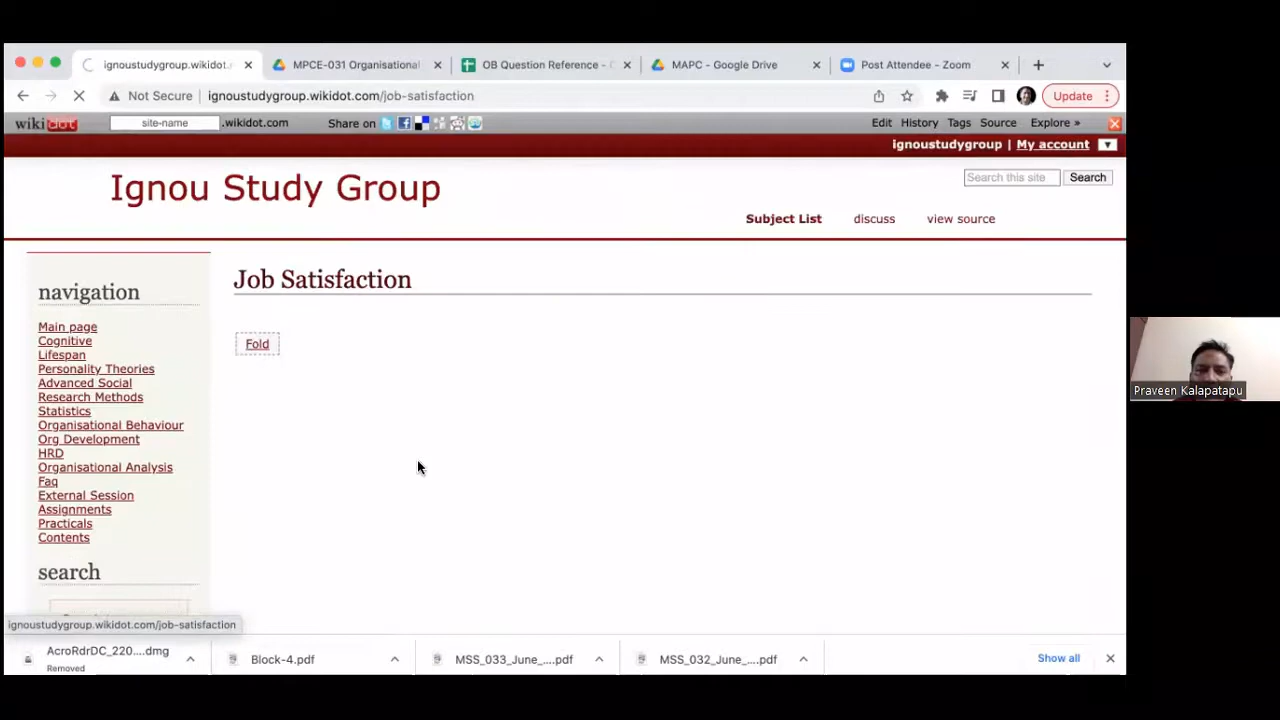 ignoustudygroup.wikidot.
MPCE-031 Organisational
OB Question Reference -
MAPC - Google Drive
Post Attendee - Zoom
Not Secure
ignoustudygroup.wikidot.com/job-satisfaction
Update
wikidot
site-name
.wikidot.com
Share on
Edit
History
Tags
Source
Explore »
ignoustudygroup | My account
Ignou Study Group
Search this site
Search
Subject List
discuss
view source
navigation
Main page
Cognitive
Lifespan
Personality Theories
Advanced Social
Research Methods
Statistics
Organisational Behaviour
Org Development
HRD
Organisational Analysis
Faq
External Session
Assignments
Practicals
Contents
search
Job Satisfaction
Fold
Praveen Kalapatapu
ignoustudygroup.wikidot.com/job-satisfaction
AcroRdrDC_220....dmg
Removed
Block-4.pdf
MSS_033_June_....pdf
MSS_032_June_....pdf
Show all